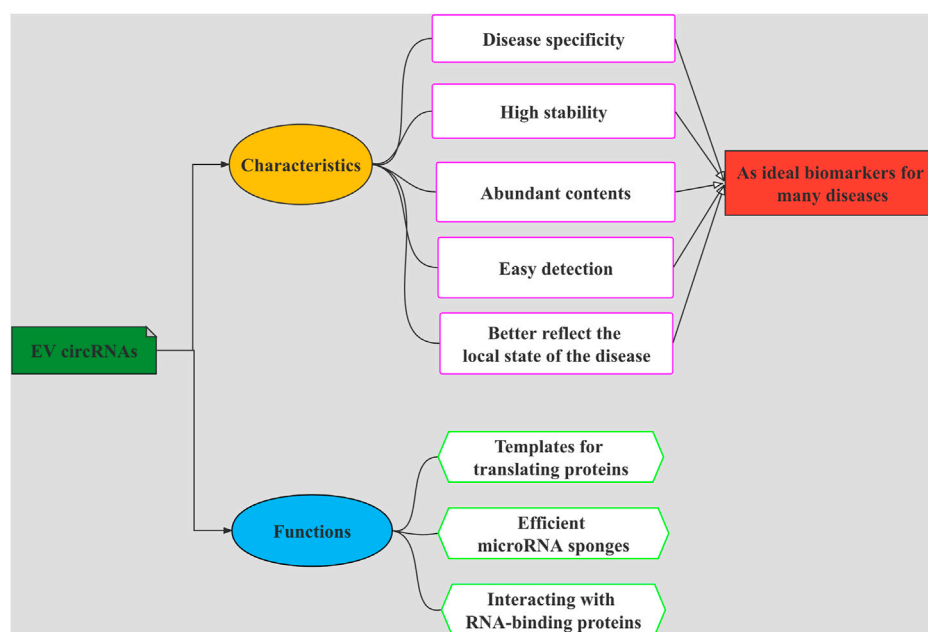 Disease specificity
High stability
Characteristics
As ideal biomarkers for
many diseases
Abundant contents
Easy detection
Better reflect the
local state of the disease
EV circRNAs
Templates for
translating proteins
Functions
Efficient
microRNA sponges
Interacting with
RNA-binding proteins